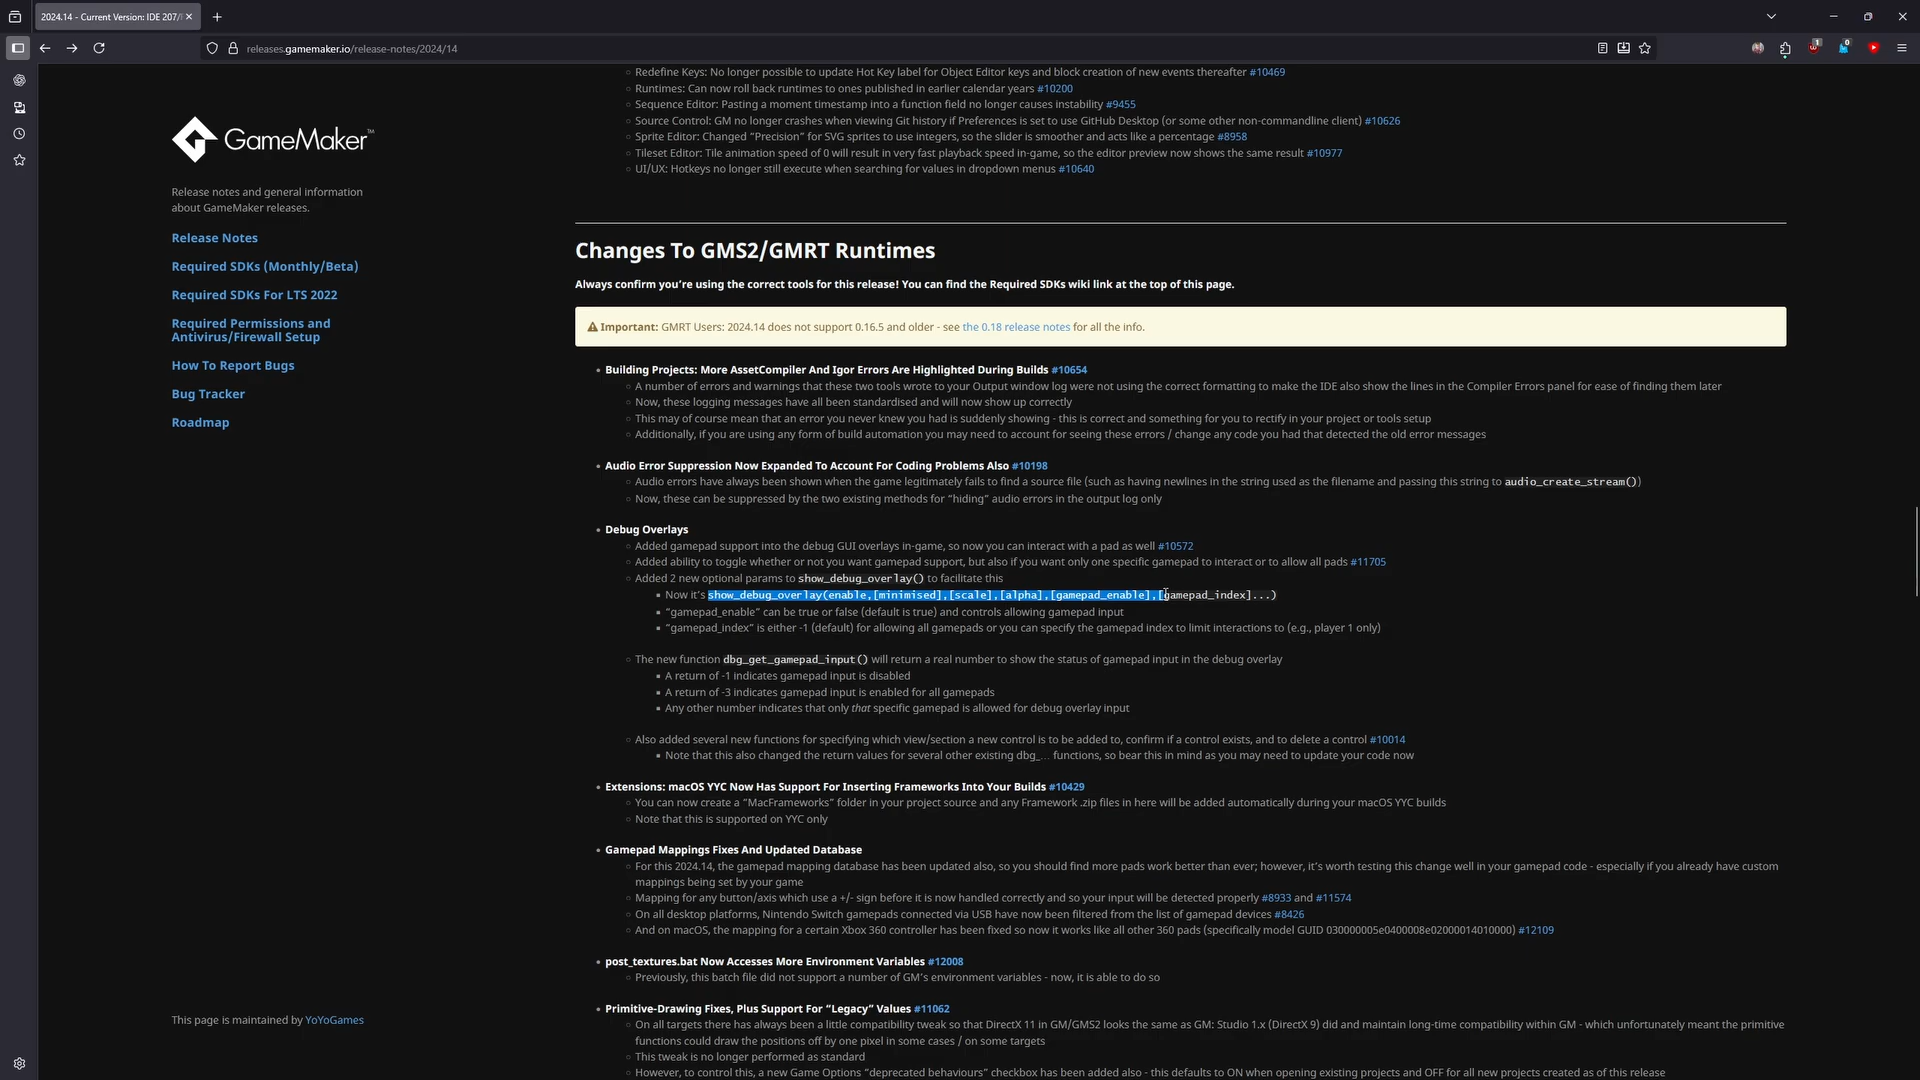 2024.14 - Current Version: IDE 207/
releases.gamemaker.io/release-notes/2024/14
1
0
GameMaker™
Release notes and general information
about GameMaker releases.
Release Notes
Required SDKs (Monthly/Beta)
Required SDKs For LTS 2022
Required Permissions and
Antivirus/Firewall Setup
How To Report Bugs
Bug Tracker
Roadmap
This page is maintained by YoYoGames
Redefine Keys: No longer possible to update Hot Key label for Object Editor keys and block creation of new events thereafter #10469
Runtimes: Can now roll back runtimes to ones published in earlier calendar years #10200
Sequence Editor: Pasting a moment timestamp into a function field no longer causes instability #9455
Source Control: GM no longer crashes when viewing Git history if Preferences is set to use GitHub Desktop (or some other non-commandline client) #10626
Sprite Editor: Changed “Precision” for SVG sprites to use integers, so the slider is smoother and acts like a percentage #8958
Tileset Editor: Tile animation speed of 0 will result in very fast playback speed in-game, so the editor preview now shows the same result #10977
UI/UX: Hotkeys no longer still execute when searching for values in dropdown menus #10640
Changes To GMS2/GMRT Runtimes
Always confirm you’re using the correct tools for this release! You can find the Required SDKs wiki link at the top of this page.
Important: GMRT Users: 2024.14 does not support 0.16.5 and older - see the 0.18 release notes for all the info.
Building Projects: More AssetCompiler And Igor Errors Are Highlighted During Builds #10654
A number of errors and warnings that these two tools wrote to your Output window log were not using the correct formatting to make the IDE also show the lines in the Compiler Errors panel for ease of finding them later
Now, these logging messages have all been standardised and will now show up correctly
This may of course mean that an error you never knew you had is suddenly showing - this is correct and something for you to rectify in your project or tools setup
Additionally, if you are using any form of build automation you may need to account for seeing these errors / change any code you had that detected the old error messages
Audio Error Suppression Now Expanded To Account For Coding Problems Also #10198
Audio errors have always been shown when the game legitimately fails to find a source file (such as having newlines in the string used as the filename and passing this string to audio_create_stream())
Now, these can be suppressed by the two existing methods for “hiding” audio errors in the output log only
Debug Overlays
Added gamepad support into the debug GUI overlays in-game, so now you can interact with a pad as well #10572
Added ability to toggle whether or not you want gamepad support, but also if you want only one specific gamepad to interact or to allow all pads #11705
Added 2 new optional params to show_debug_overlay() to facilitate this
Now it’s show_debug_overlay(enable,[minimised],[scale],[alpha],[gamepad_enable],[gamepad_index]...)
“gamepad_enable” can be true or false (default is true) and controls allowing gamepad input
“gamepad_index” is either -1 (default) for allowing all gamepads or you can specify the gamepad index to limit interactions to (e.g., player 1 only)
The new function dbg_get_gamepad_input() will return a real number to show the status of gamepad input in the debug overlay
A return of -1 indicates gamepad input is disabled
A return of -3 indicates gamepad input is enabled for all gamepads
Any other number indicates that only that specific gamepad is allowed for debug overlay input
Also added several new functions for specifying which view/section a new control is to be added to, confirm if a control exists, and to delete a control #10014
Note that this also changed the return values for several other existing dbg_… functions, so bear this in mind as you may need to update your code now
Extensions: macOS YYC Now Has Support For Inserting Frameworks Into Your Builds #10429
You can now create a “MacFrameworks” folder in your project source and any Framework .zip files in here will be added automatically during your macOS YYC builds
Note that this is supported on YYC only
Gamepad Mappings Fixes And Updated Database
For this 2024.14, the gamepad mapping database has been updated also, so you should find more pads work better than ever; however, it’s worth testing this change well in your gamepad code - especially if you already have custom
mappings being set by your game
Mapping for any button/axis which use a +/- sign before it is now handled correctly and so your input will be detected properly #8933 and #11574
On all desktop platforms, Nintendo Switch gamepads connected via USB have now been filtered from the list of gamepad devices #8426
And on macOS, the mapping for a certain Xbox 360 controller has been fixed so now it works like all other 360 pads (specifically model GUID 030000005e0400008e02000014010000) #12109
post_textures.bat Now Accesses More Environment Variables #12008
Previously, this batch file did not support a number of GM’s environment variables - now, it is able to do so
Primitive-Drawing Fixes, Plus Support For “Legacy” Values #11062
On all targets there has always been a little compatibility tweak so that DirectX 11 in GM/GMS2 looks the same as GM: Studio 1.x (DirectX 9) did and maintain long-time compatibility within GM - which unfortunately meant the primitive
functions could draw the positions off by one pixel in some cases / on some targets
This tweak is no longer performed as standard
However, to control this, a new Game Options “deprecated behaviours” checkbox has been added also - this defaults to ON when opening existing projects and OFF for all new projects created as of this release